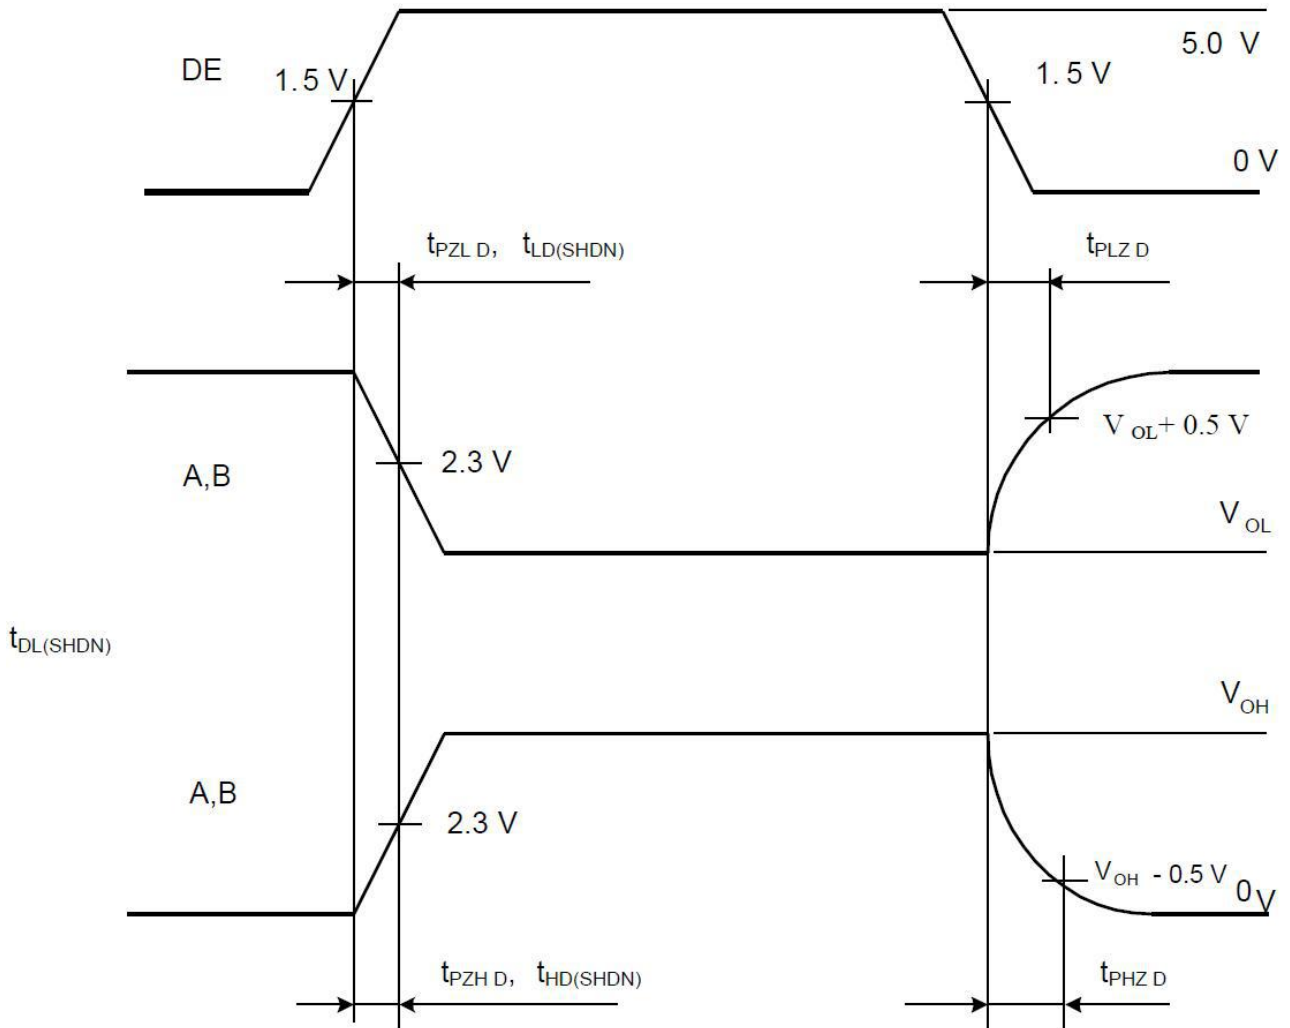 5.0 V
DE 1.5 V 1.5 V
0 V
tPZL D, tLD(SHDN) tPLZ D
VOL + 0.5 V
A,B 2.3 V
VOL
tDL(SHDN)
VOH
A,B 2.3 V
VOH - 0.5 V 0V
tPZH D, tHD(SHDN) tPHZ D